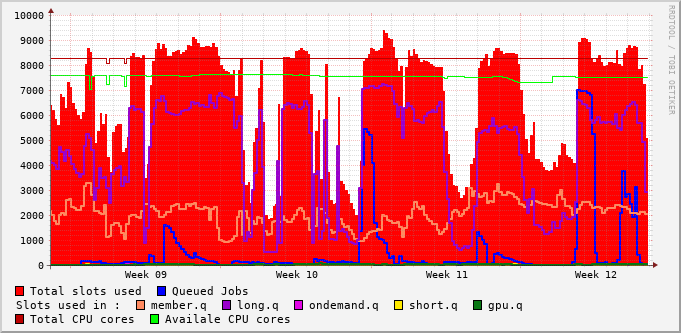 10000
9000
8000
7000
6000
5000
4000
3000
2000
1000
0
Week 09 Week 10 Week 11 Week 12
Total slots used Queued Jobs
Slots used in : member.q long.q ondemand.q short.q gpu.q
Total CPU cores Availale CPU cores
RRDTOOL / TOBI OETIKER